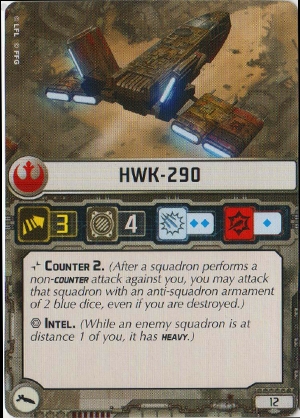 © LFL © FFG
HWK-290
3 4
COUNTER 2. (After a squadron performs a
non-COUNTER attack against you, you may attack
that squadron with an anti-squadron armament
of 2 blue dice, even if you are destroyed.)
INTEL. (While an enemy squadron is at
distance 1 of you, it has HEAVY.)
12